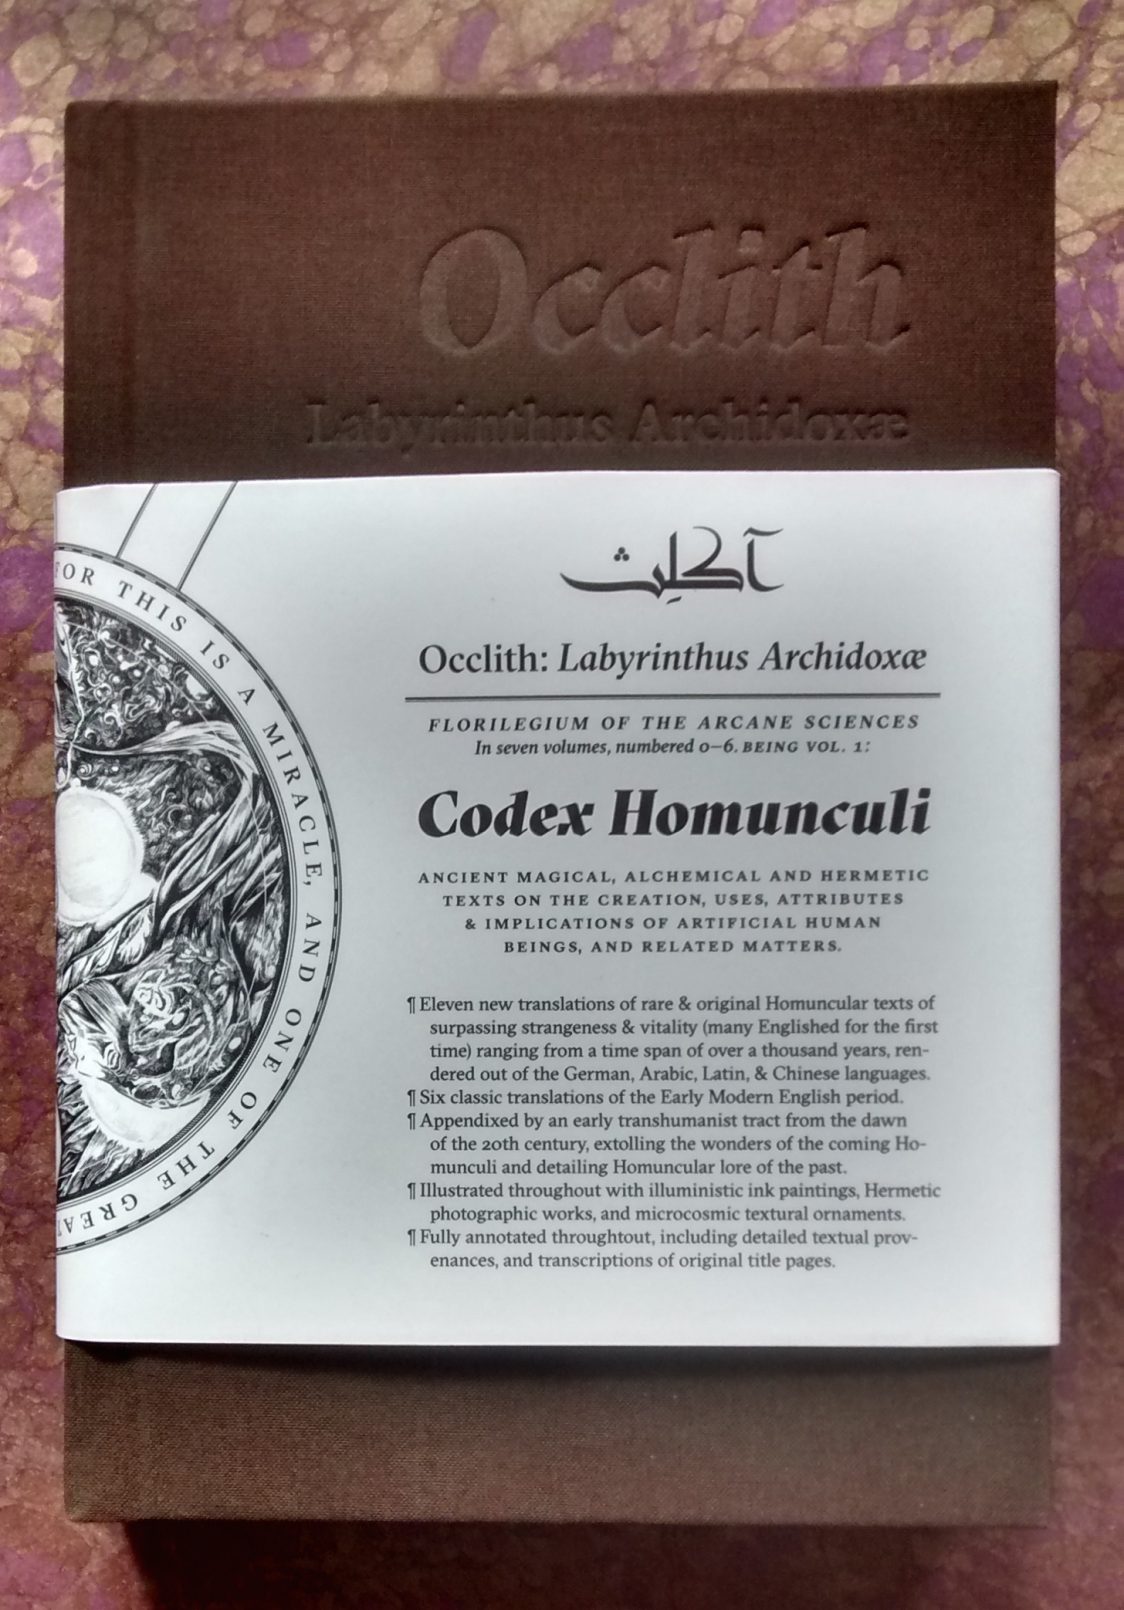 Occlith
Labyrinthus Archidoxæ
آكلیث
Occlith: Labyrinthus Archidoxæ
FLORILEGIUM OF THE ARCANE SCIENCES
In seven volumes, numbered 0–6. BEING VOL. 1:
Codex Homunculi
ANCIENT MAGICAL, ALCHEMICAL AND HERMETIC
TEXTS ON THE CREATION, USES, ATTRIBUTES
& IMPLICATIONS OF ARTIFICIAL HUMAN
BEINGS, AND RELATED MATTERS.
¶ Eleven new translations of rare & original Homuncular texts of
surpassing strangeness & vitality (many Englished for the first
time) ranging from a time span of over a thousand years, ren-
dered out of the German, Arabic, Latin, & Chinese languages.
¶ Six classic translations of the Early Modern English period.
¶ Appendixed by an early transhumanist tract from the dawn
of the 20th century, extolling the wonders of the coming Ho-
munculi and detailing Homuncular lore of the past.
¶ Illustrated throughout with illuministic ink paintings, Hermetic
photographic works, and microcosmic textural ornaments.
¶ Fully annotated throughtout, including detailed textual prov-
enances, and transcriptions of original title pages.
FOR THIS IS A MIRACLE, AND ONE OF THE GREA